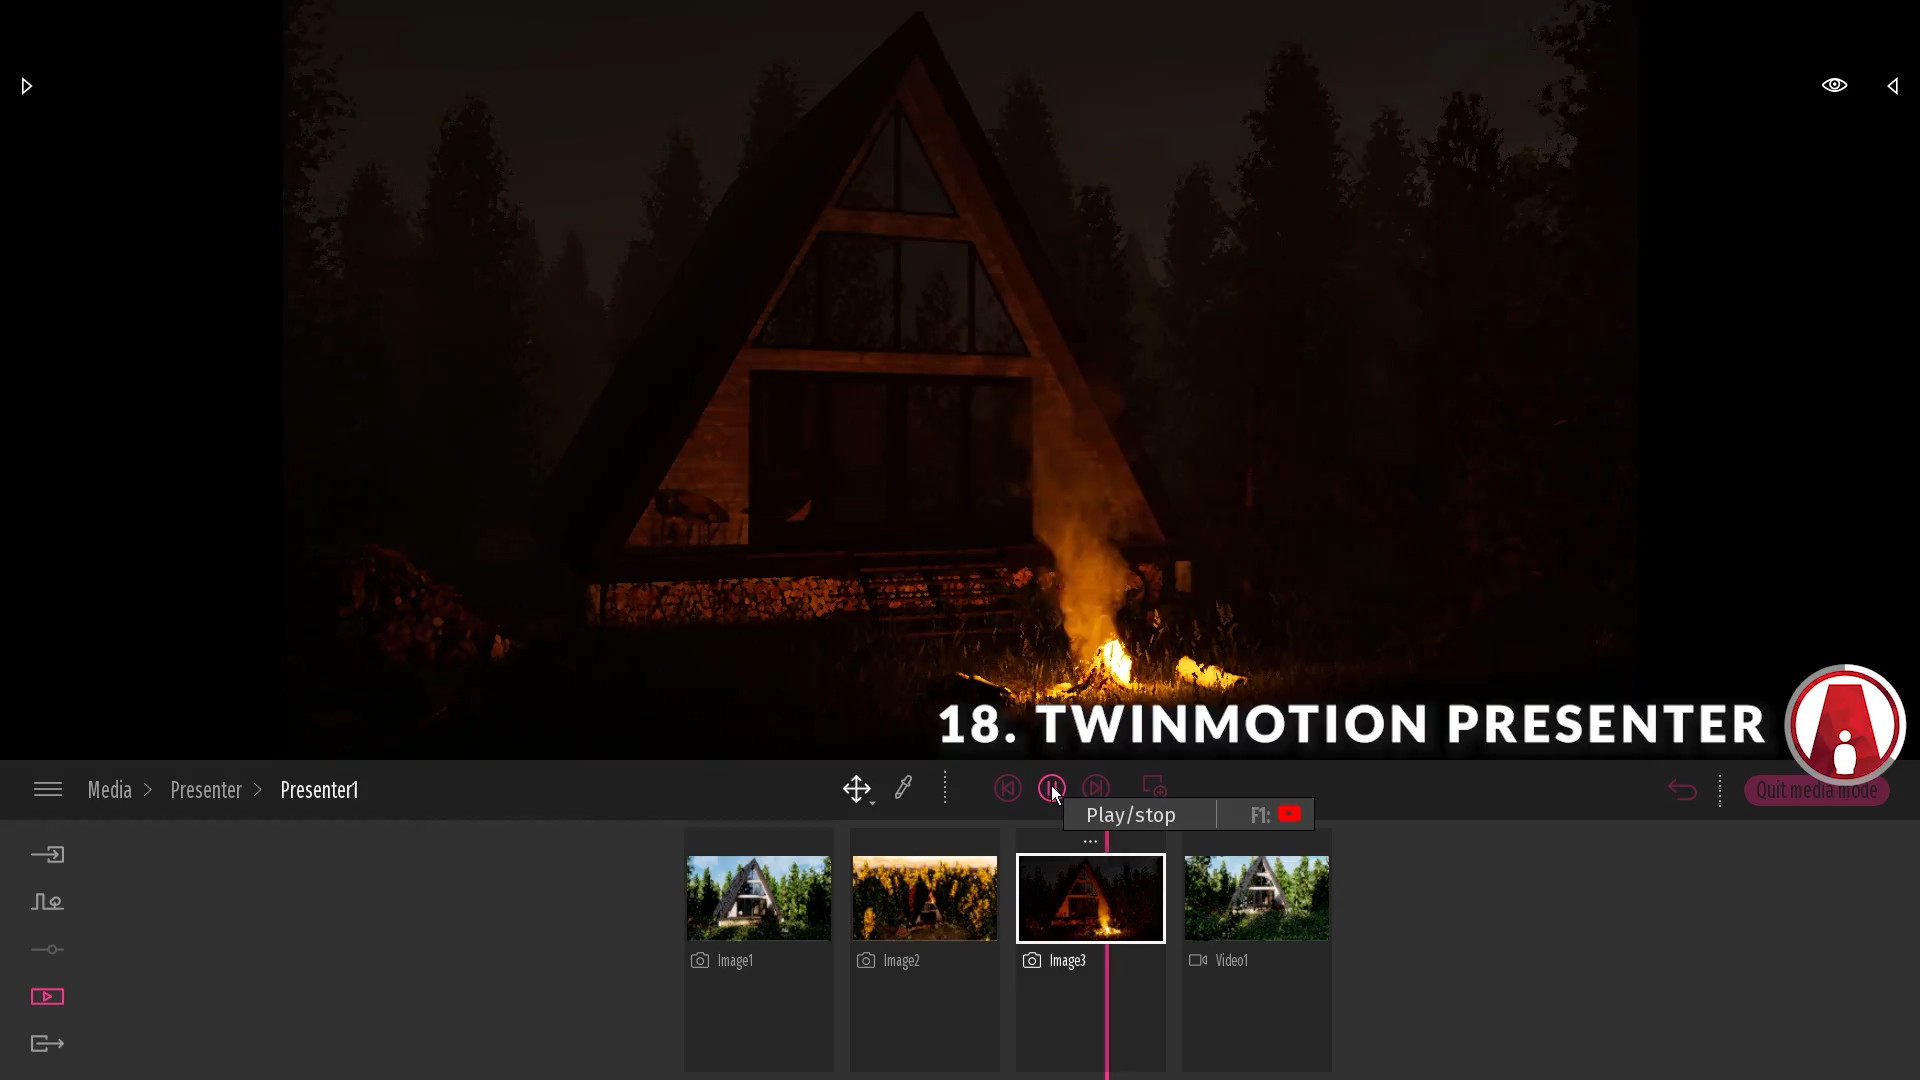 18. TWINMOTION PRESENTER
Media > Presenter > Presenter1
Quit media mode
Play/stop F1:
Image1
Image2
Image3
Video1